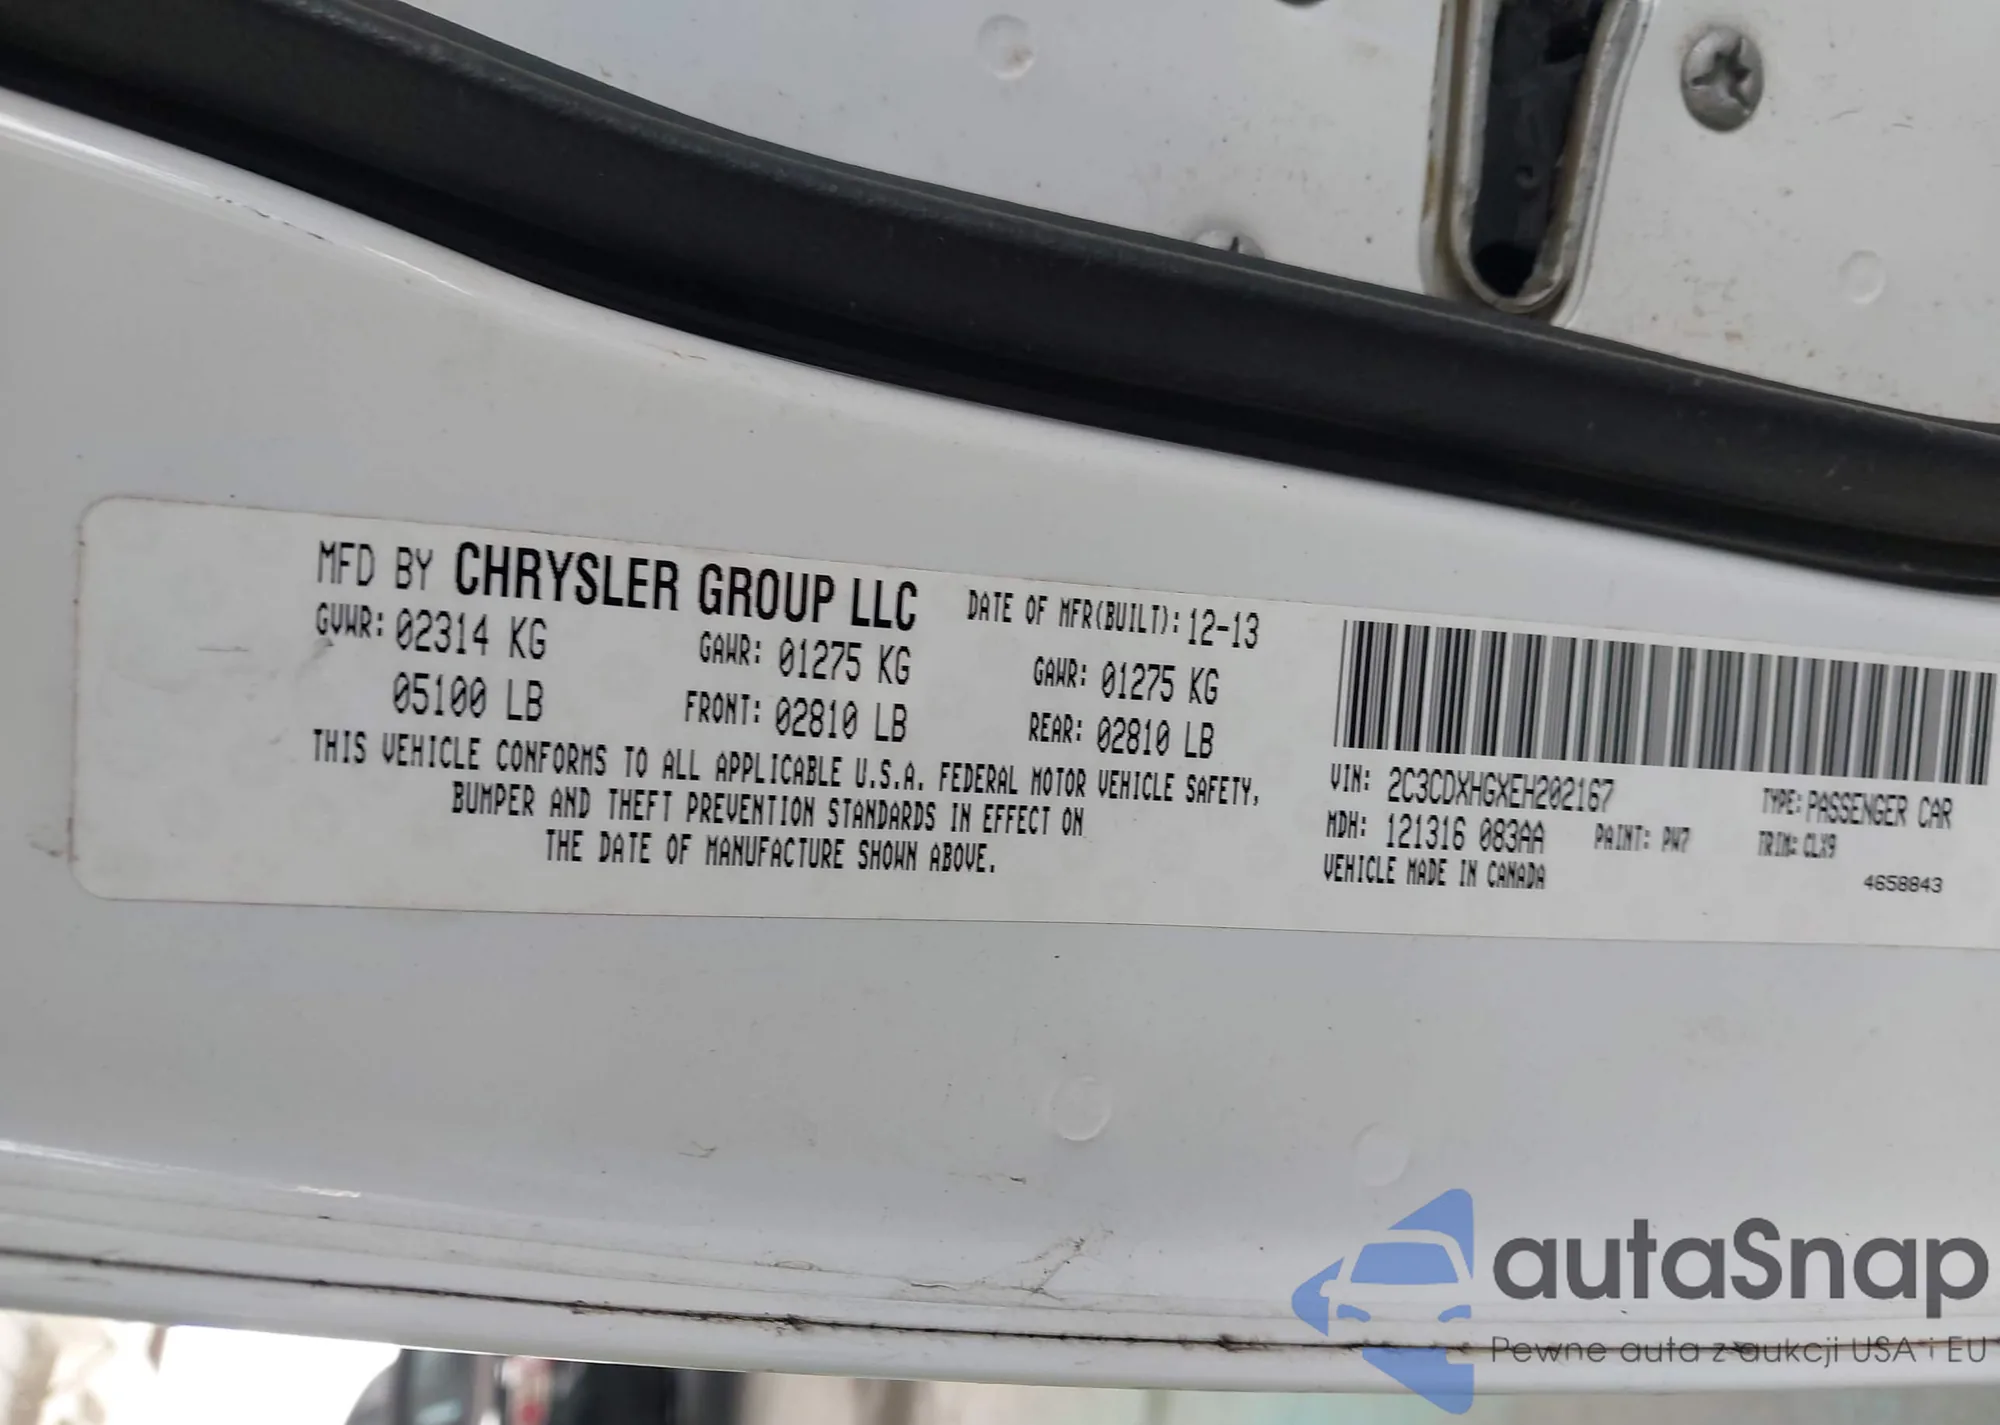 MFD BY CHRYSLER GROUP LLC
DATE OF MFR(BUILT): 12-13
GVWR: 02314 KG
05100 LB
GAWR: 01275 KG
FRONT: 02810 LB
GAWR: 01275 KG
REAR: 02810 LB
THIS VEHICLE CONFORMS TO ALL APPLICABLE U.S.A. FEDERAL MOTOR VEHICLE SAFETY,
BUMPER AND THEFT PREVENTION STANDARDS IN EFFECT ON
THE DATE OF MANUFACTURE SHOWN ABOVE.
VIN: 2C3CDXHGXEH202167
TYPE: PASSENGER CAR
MDH: 121316 083AA
PAINT: PW7
TRIM: CLX9
VEHICLE MADE IN CANADA
4658843
autaSnap
Pewne auta z aukcji USA i EU